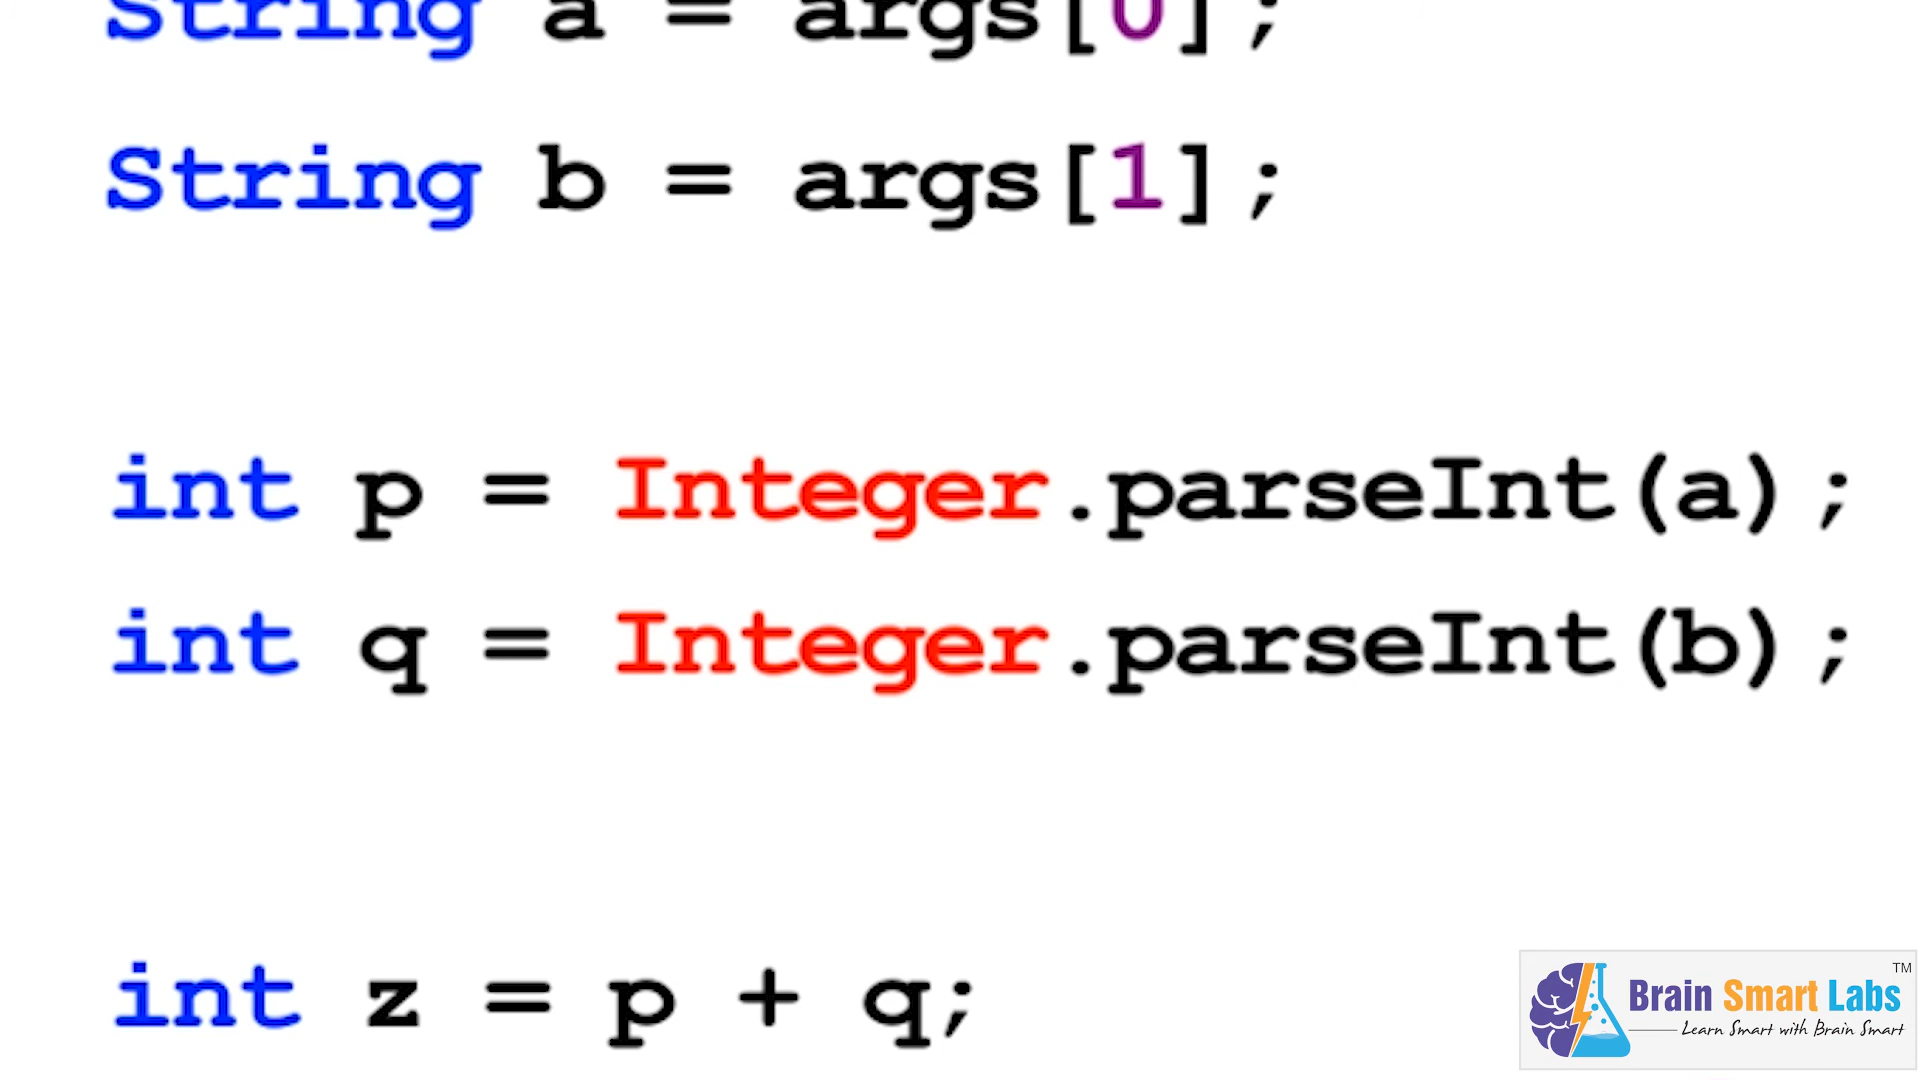 String a = args[0];
String b = args[1];
int p = Integer.parseInt(a);
int q = Integer.parseInt(b);
int z = p + q;
TM
Brain Smart Labs
Learn Smart with Brain Smart